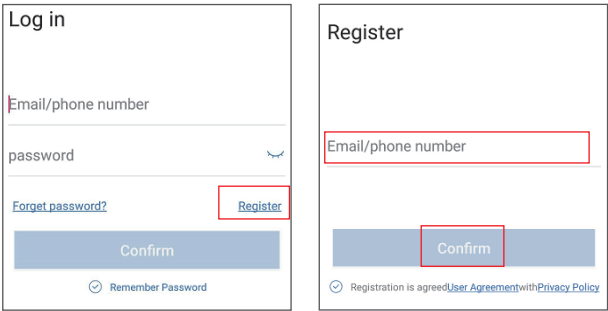 Log in
Email/phone number
password
Forget password? Register
Confirm
Remember Password
Register
Email/phone number
Confirm
Registration is agreedUser AgreementwithPrivacy Policy